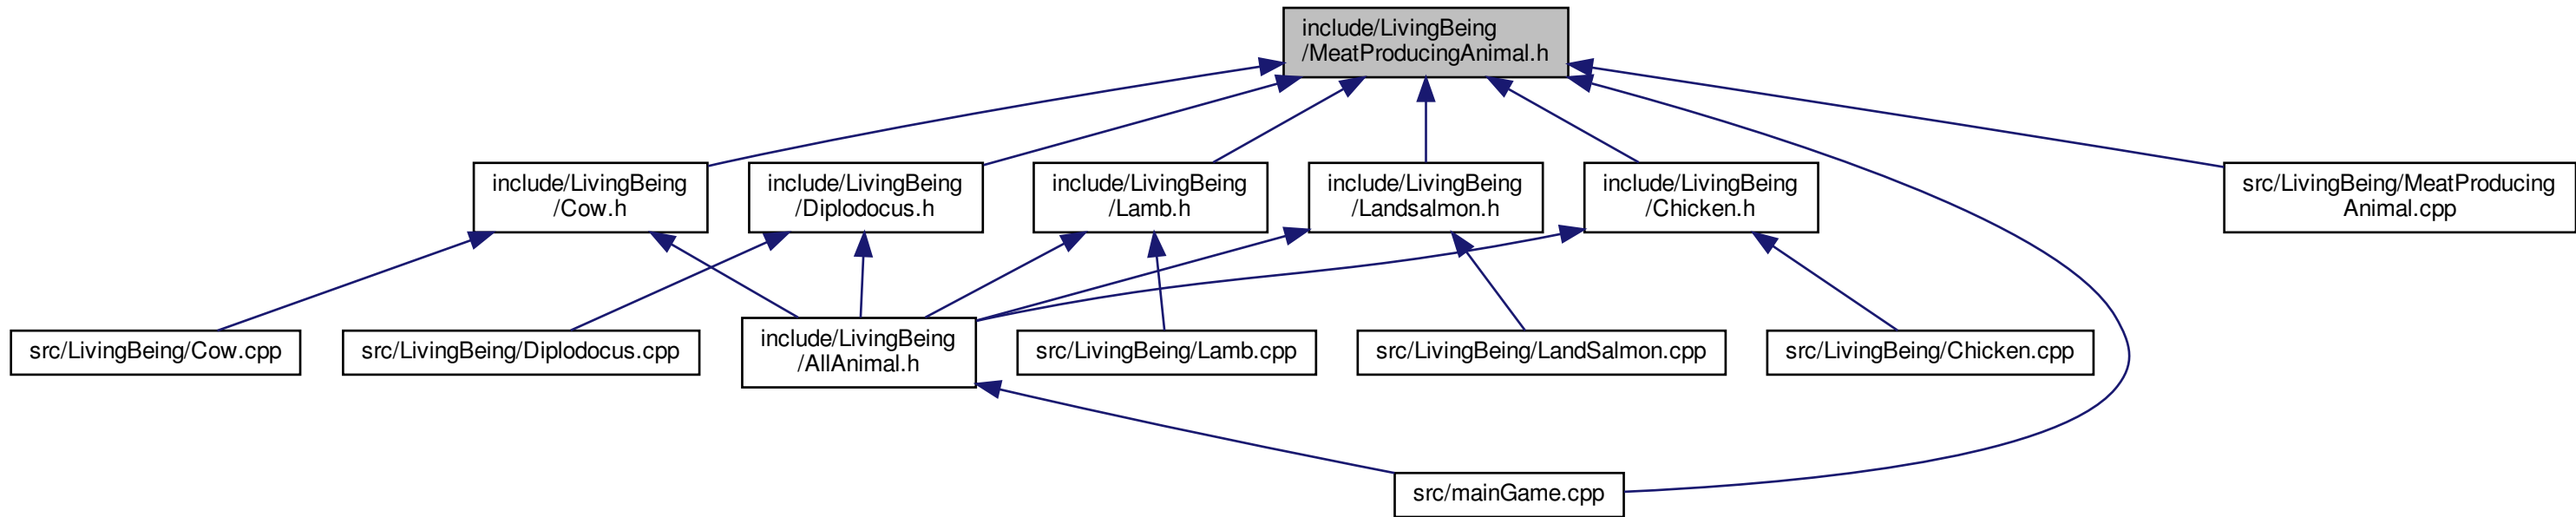 include/LivingBeing
/MeatProducingAnimal.h
include/LivingBeing
/Cow.h
include/LivingBeing
/Diplodocus.h
include/LivingBeing
/Lamb.h
include/LivingBeing
/Landsalmon.h
include/LivingBeing
/Chicken.h
src/LivingBeing/MeatProducing
Animal.cpp
src/LivingBeing/Cow.cpp
src/LivingBeing/Diplodocus.cpp
include/LivingBeing
/AllAnimal.h
src/LivingBeing/Lamb.cpp
src/LivingBeing/LandSalmon.cpp
src/LivingBeing/Chicken.cpp
src/mainGame.cpp